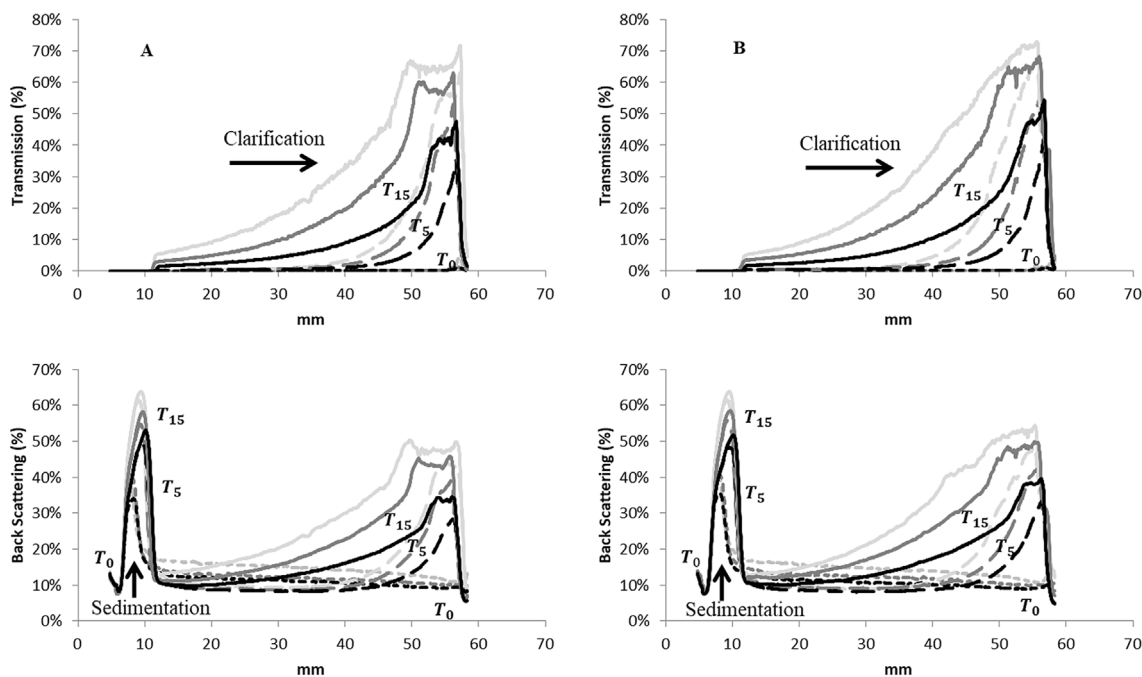 80%
70%
60%
50%
40%
30%
20%
10%
0%
Transmission (%)
A
Clarification
T15
T5
T0
0 10 20 30 40 50 60 70
mm
80%
70%
60%
50%
40%
30%
20%
10%
0%
Transmission (%)
B
Clarification
T15
T5
T0
0 10 20 30 40 50 60 70
mm
70%
60%
50%
40%
30%
20%
10%
0%
Back Scattering (%)
T15
T5
T0
Sedimentation
T15
T5
T0
0 10 20 30 40 50 60 70
mm
70%
60%
50%
40%
30%
20%
10%
0%
Back Scattering (%)
T15
T5
T0
Sedimentation
T15
T5
T0
0 10 20 30 40 50 60 70
mm